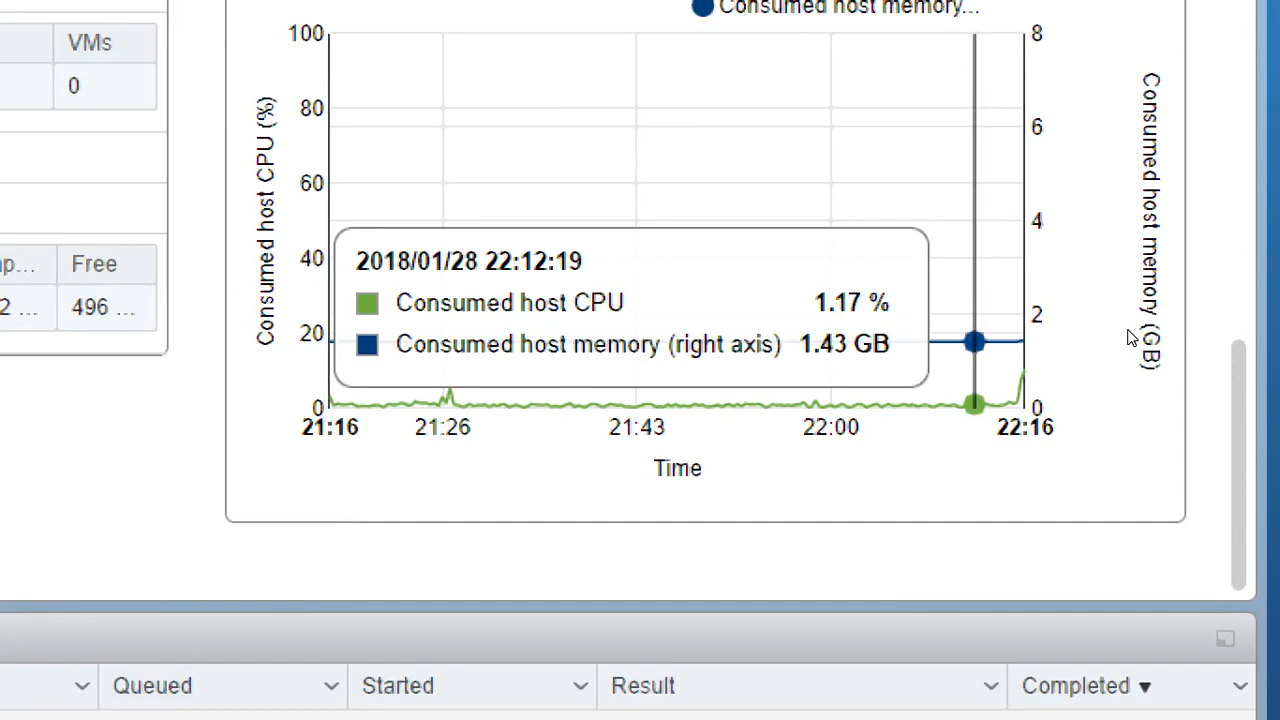 Consumed host memory...
VMs
0
Free
2 ...
496 ...
Consumed host CPU (%)
100
80
60
40
20
0
8
6
4
2
0
Consumed host memory (GB)
2018/01/28 22:12:19
Consumed host CPU 1.17 %
Consumed host memory (right axis) 1.43 GB
21:16 21:26 21:43 22:00 22:16
Time
Queued Started Result Completed